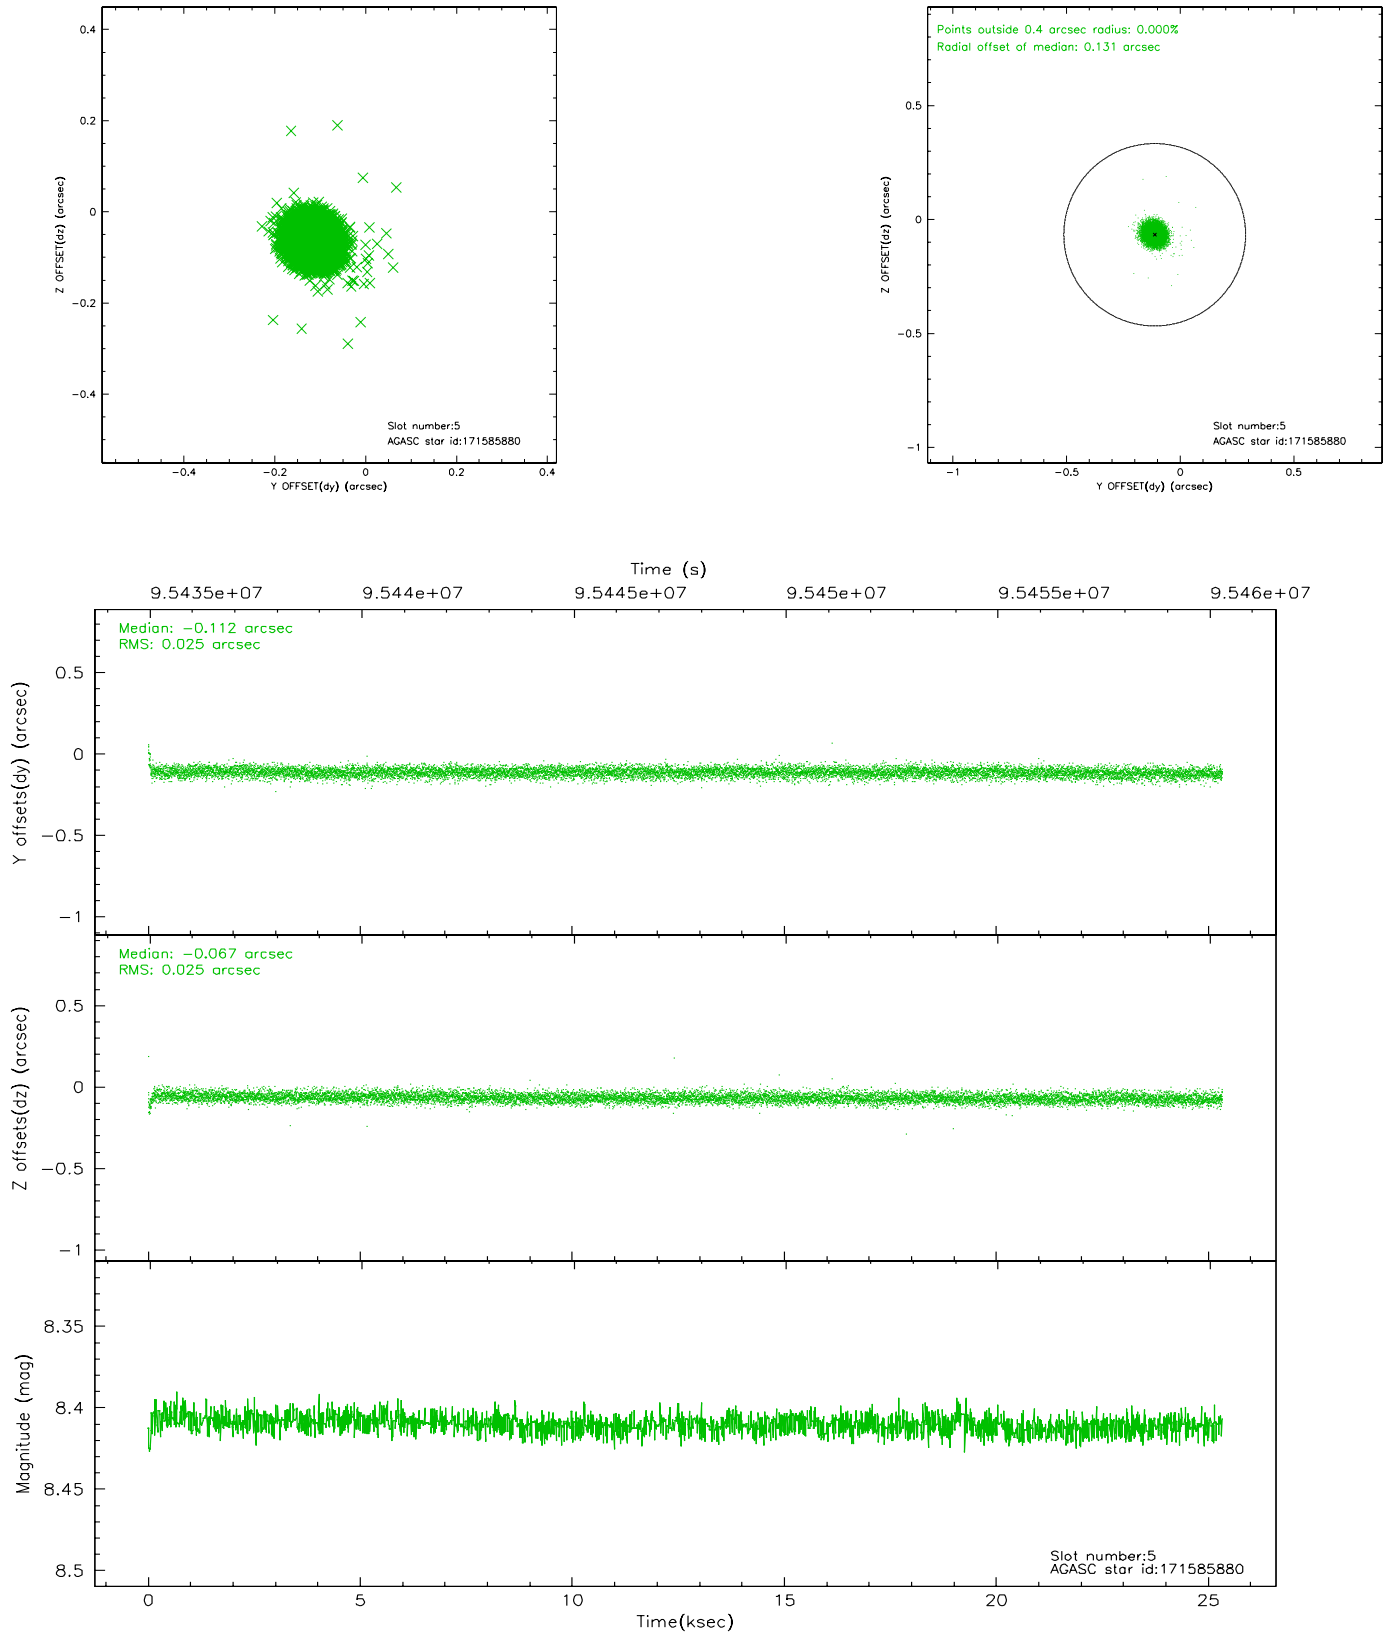 0.4
0.2
0
−0.2
−0.4
Z OFFSET(dz) (arcsec)
Slot number:5
AGASC star id:171585880
−0.4
−0.2
0
0.2
0.4
Y OFFSET(dy) (arcsec)
Points outside 0.4 arcsec radius: 0.000%
Radial offset of median: 0.131 arcsec
0.5
0
−0.5
−1
Z OFFSET(dz) (arcsec)
Slot number:5
AGASC star id:171585880
−1
−0.5
0
0.5
Y OFFSET(dy) (arcsec)
Time (s)
9.5435e+07
9.544e+07
9.5445e+07
9.545e+07
9.5455e+07
9.546e+07
Median: −0.112 arcsec
RMS: 0.025 arcsec
0.5
0
−0.5
−1
Y offsets(dy) (arcsec)
Median: −0.067 arcsec
RMS: 0.025 arcsec
0.5
0
−0.5
−1
Z offsets(dz) (arcsec)
8.35
8.4
8.45
8.5
Magnitude (mag)
Slot number:5
AGASC star id:171585880
0
5
10
15
20
25
Time(ksec)